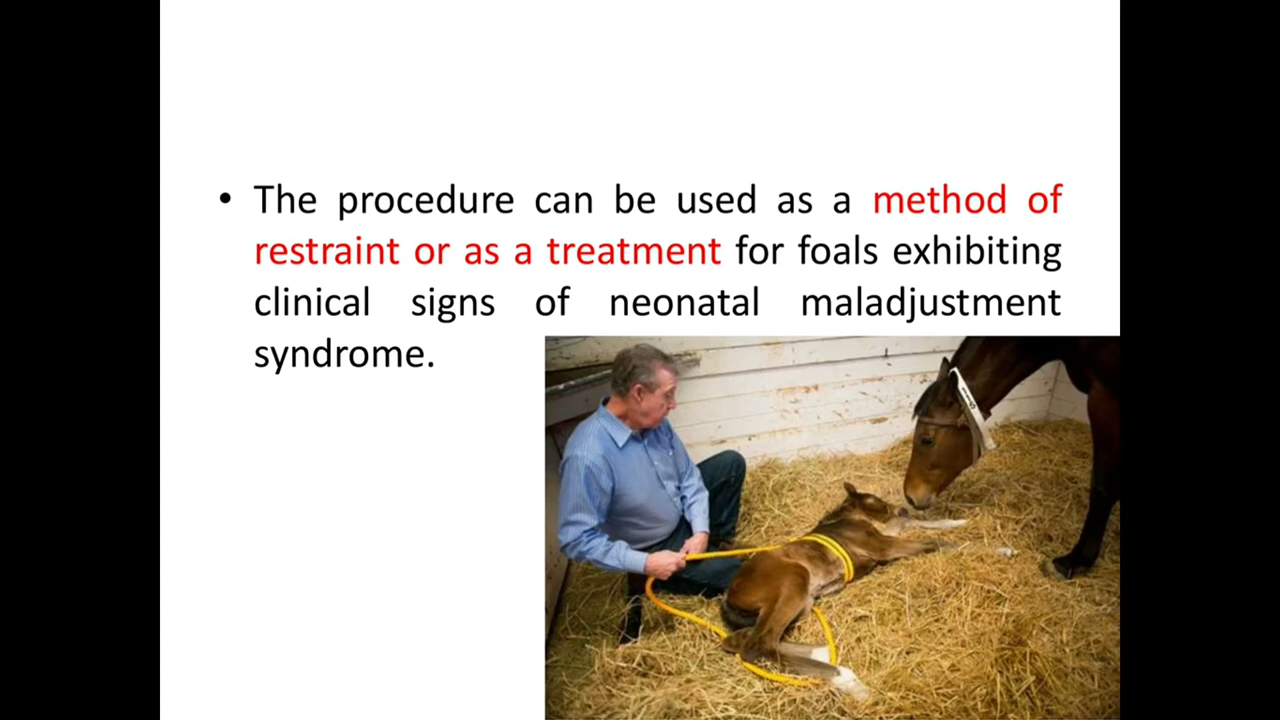 • The procedure can be used as a method of
restraint or as a treatment for foals exhibiting
clinical signs of neonatal maladjustment
syndrome.